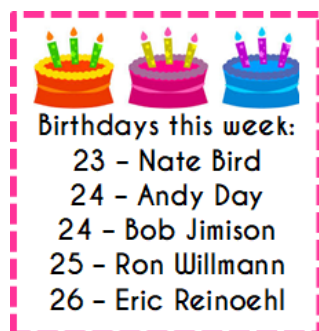 Birthdays this week:
23 – Nate Bird
24 – Andy Day
24 – Bob Jimison
25 – Ron Willmann
26 – Eric Reinoehl